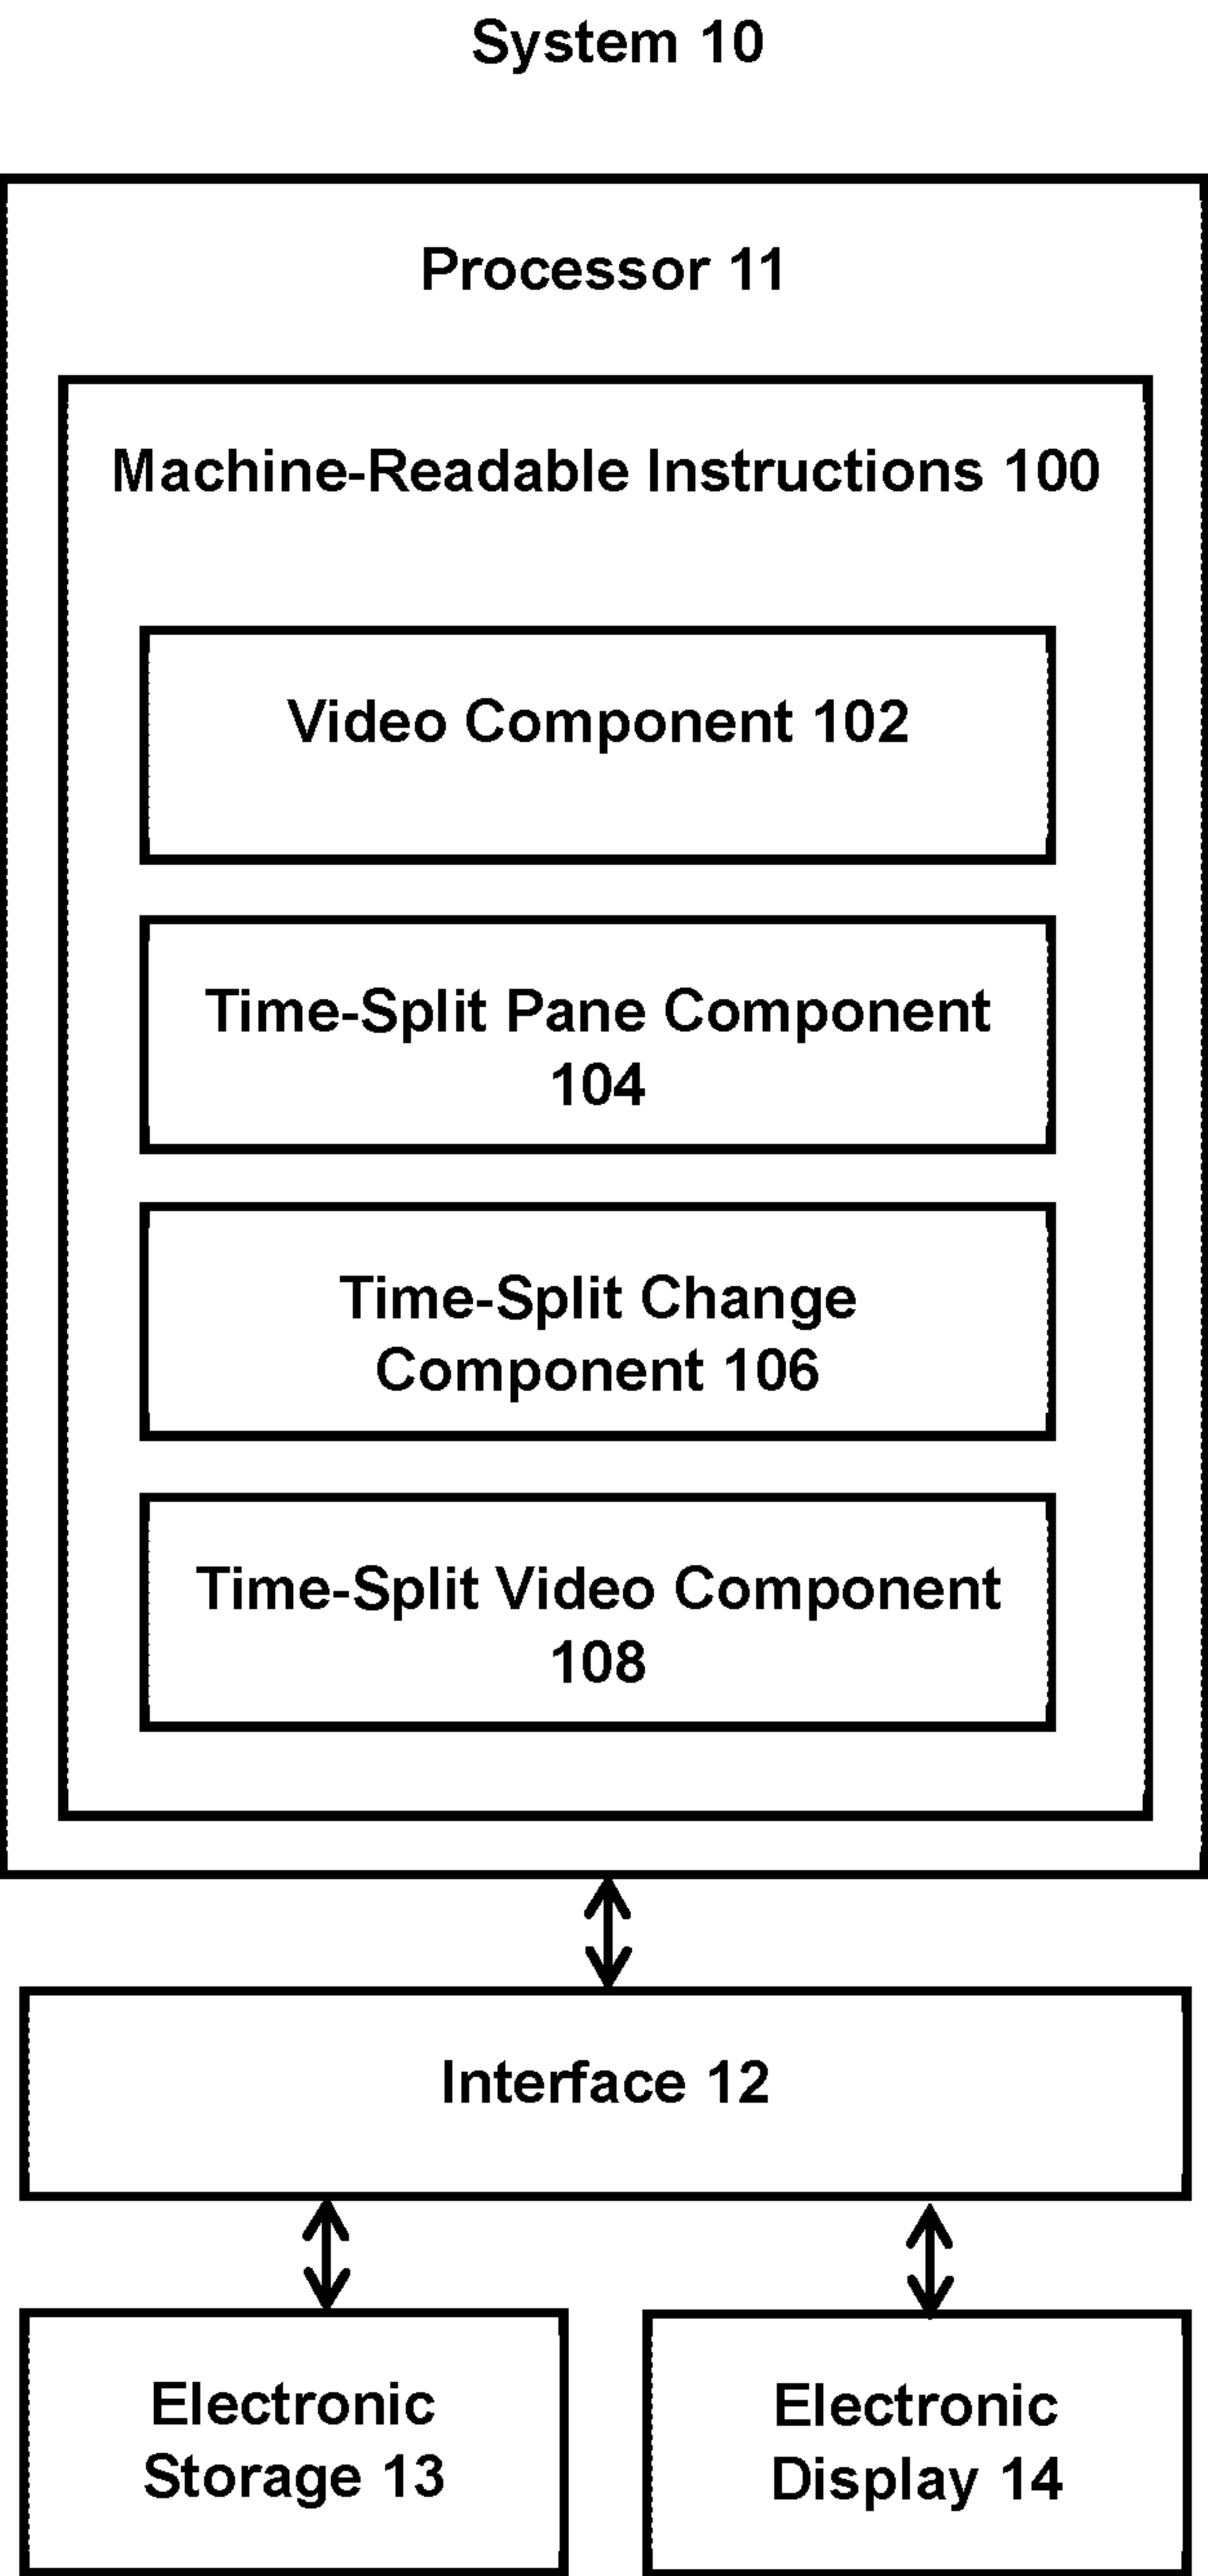 System 10
Processor 11
Machine-Readable Instructions 100
Video Component 102
Time-Split Pane Component
104
Time-Split Change
Component 106
Time-Split Video Component
108
Interface 12
Electronic
Storage 13
Electronic
Display 14